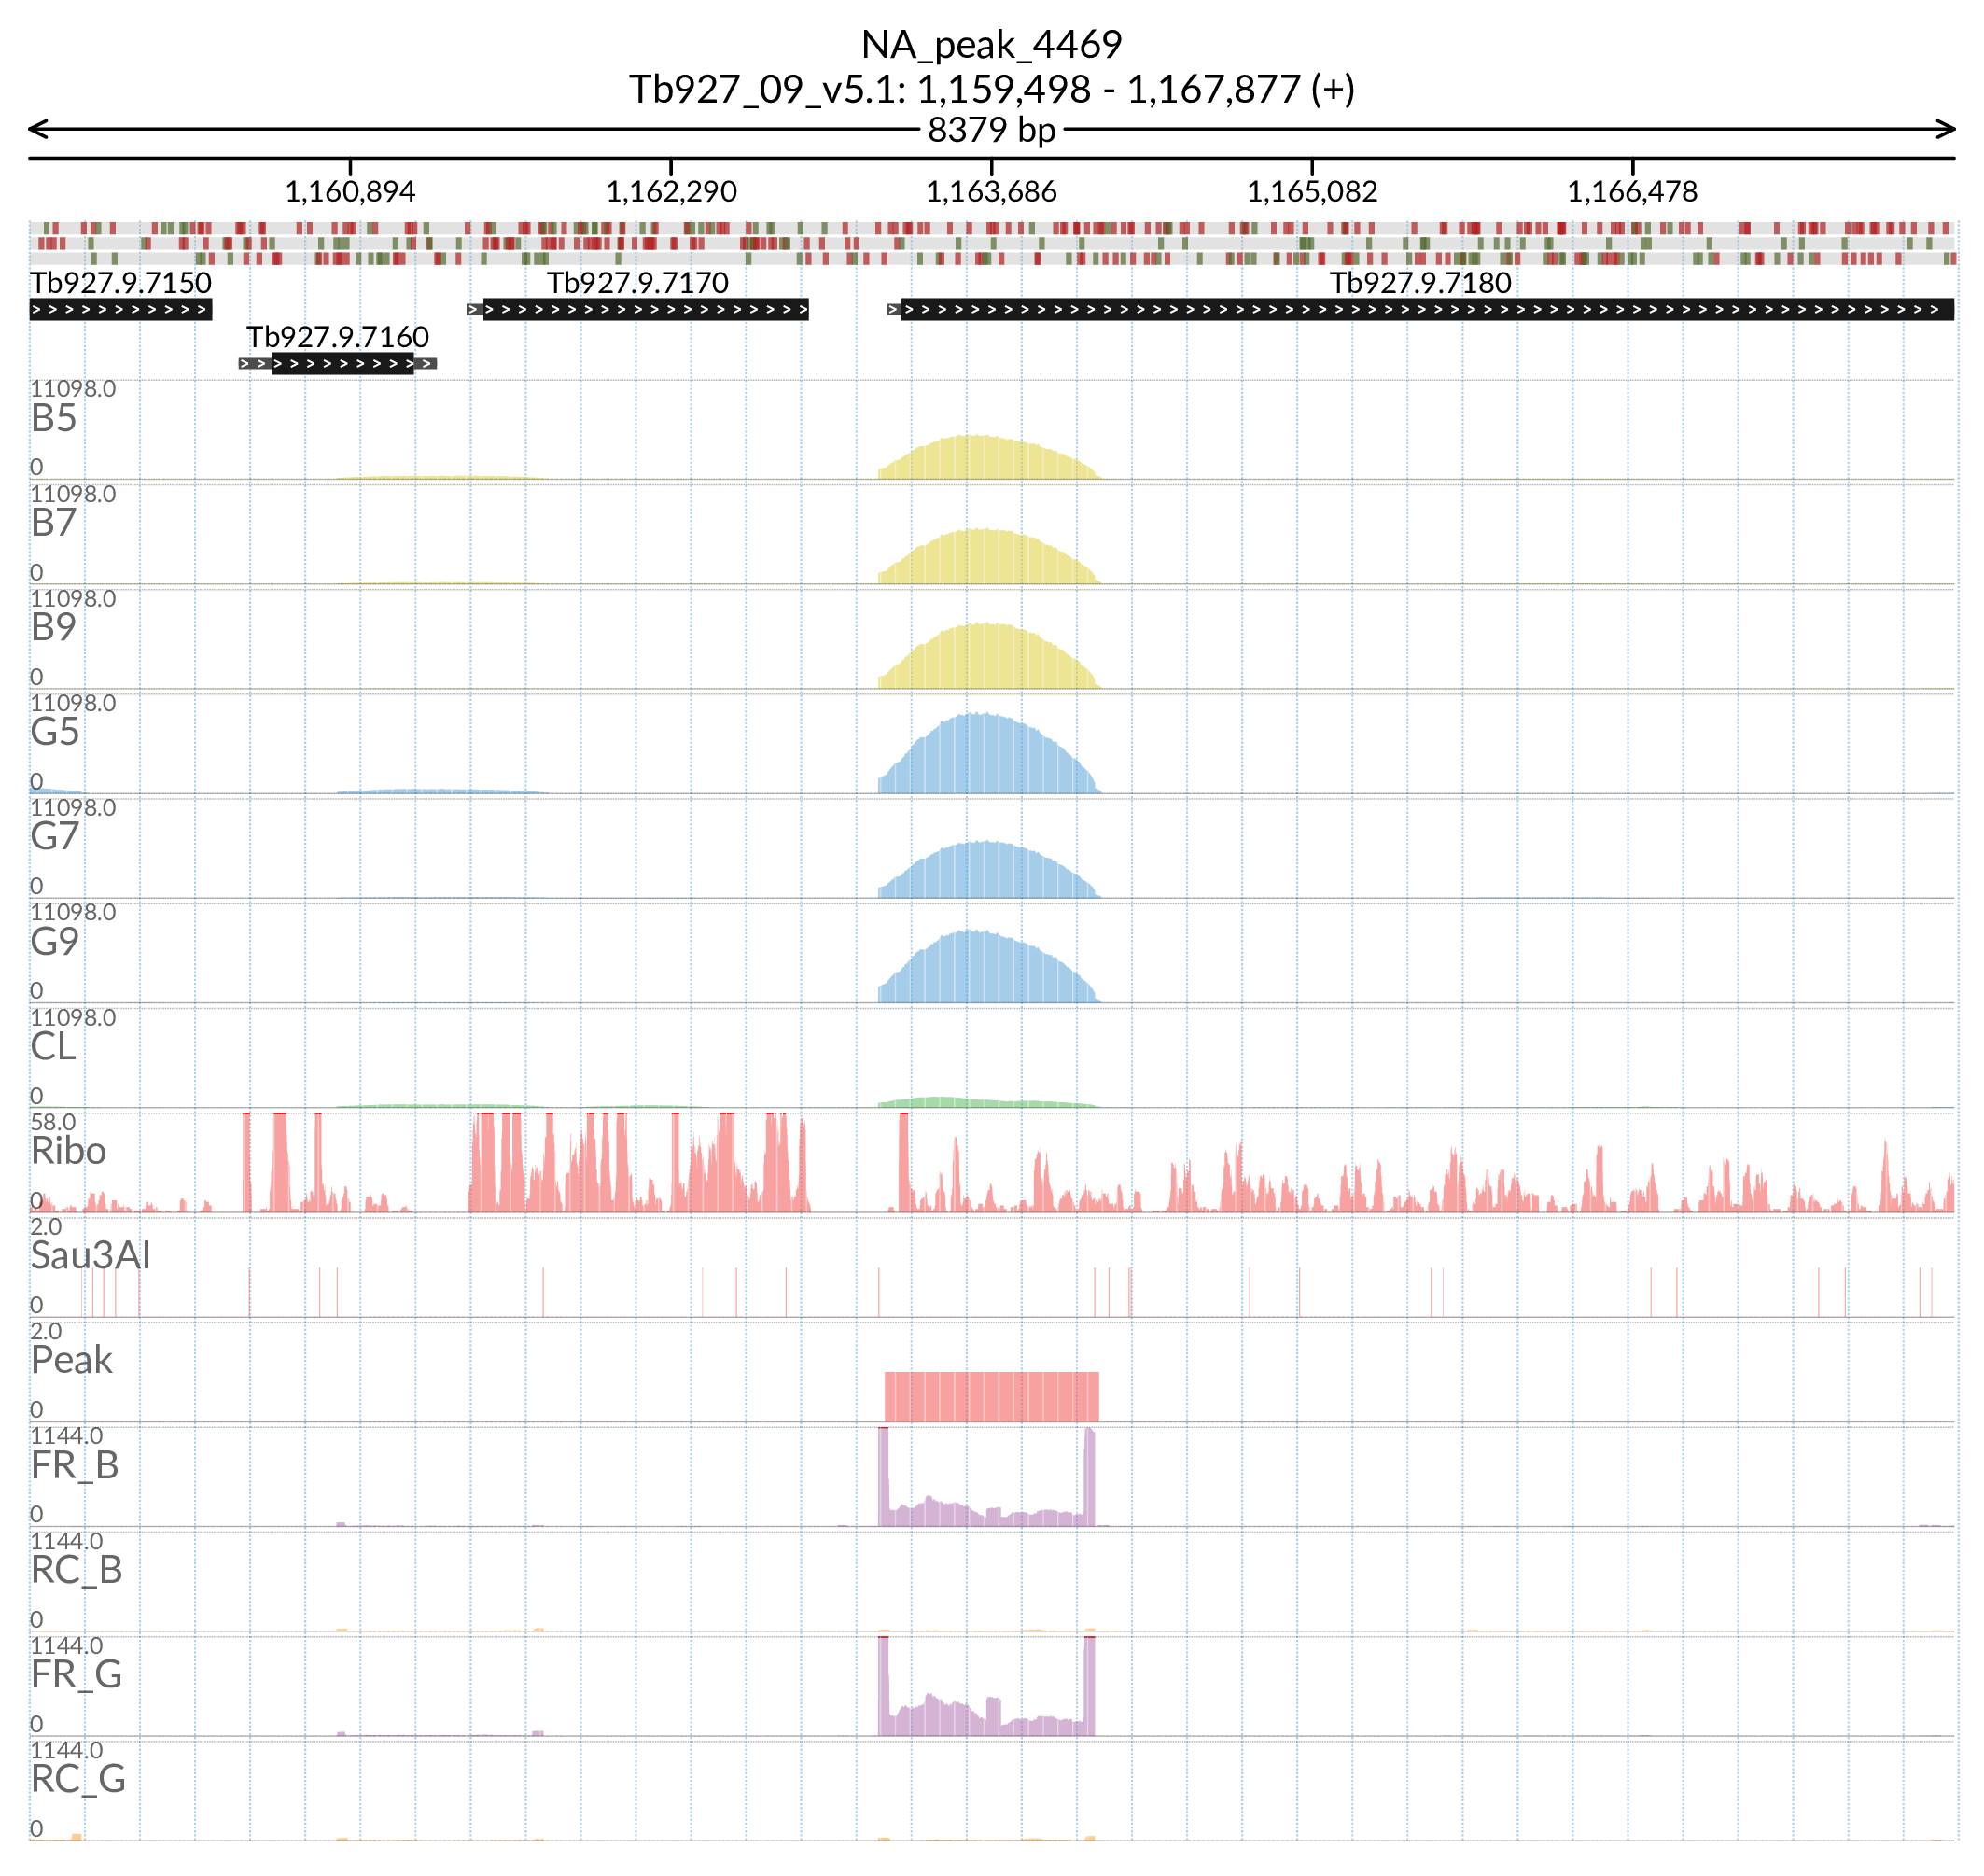 NA_peak_4469
Tb927_09_v5.1: 1,159,498 - 1,167,877 (+)
8379 bp
1,160,894 1,162,290 1,163,686 1,165,082 1,166,478
Tb927.9.7150 Tb927.9.7170 Tb927.9.7180
Tb927.9.7160
11098.0
B5
0
11098.0
B7
0
11098.0
B9
0
11098.0
G5
0
11098.0
G7
0
11098.0
G9
0
11098.0
CL
0
58.0
Ribo
0
2.0
Sau3AI
0
2.0
Peak
0
1144.0
FR_B
0
1144.0
RC_B
0
1144.0
FR_G
0
1144.0
RC_G
0